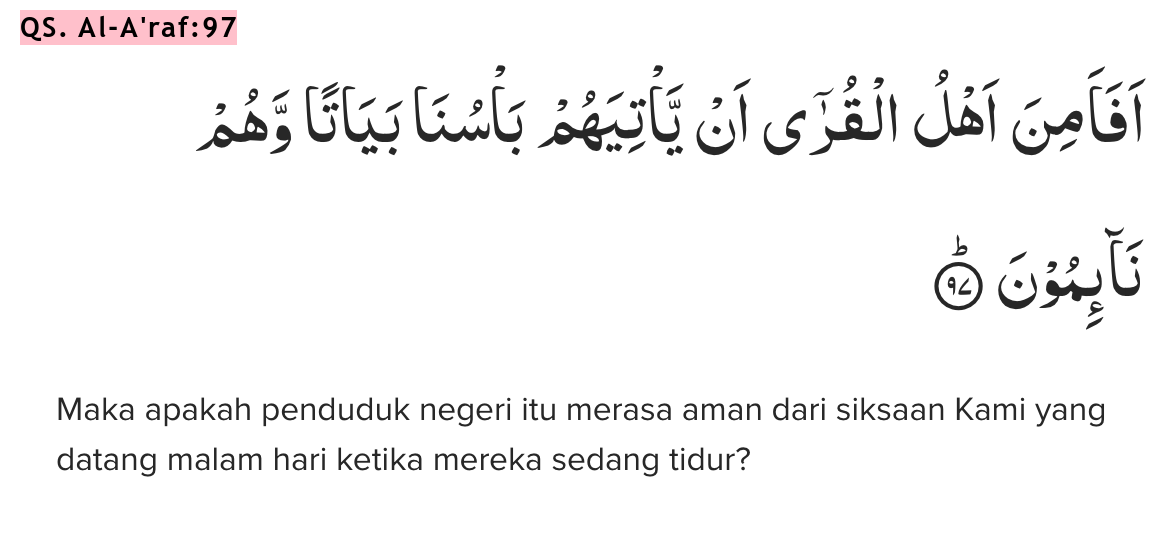 QS. Al-A'raf:97
اَفَاَمِنَ اَهْلُ الْقُرٰٓى اَنْ يَّأْتِيَهُمْ بَأْسُنَا بَيَاتًا وَّهُمْ
نَاۤىِٕمُوْنَۗ ٩٧
Maka apakah penduduk negeri itu merasa aman dari siksaan Kami yang
datang malam hari ketika mereka sedang tidur?